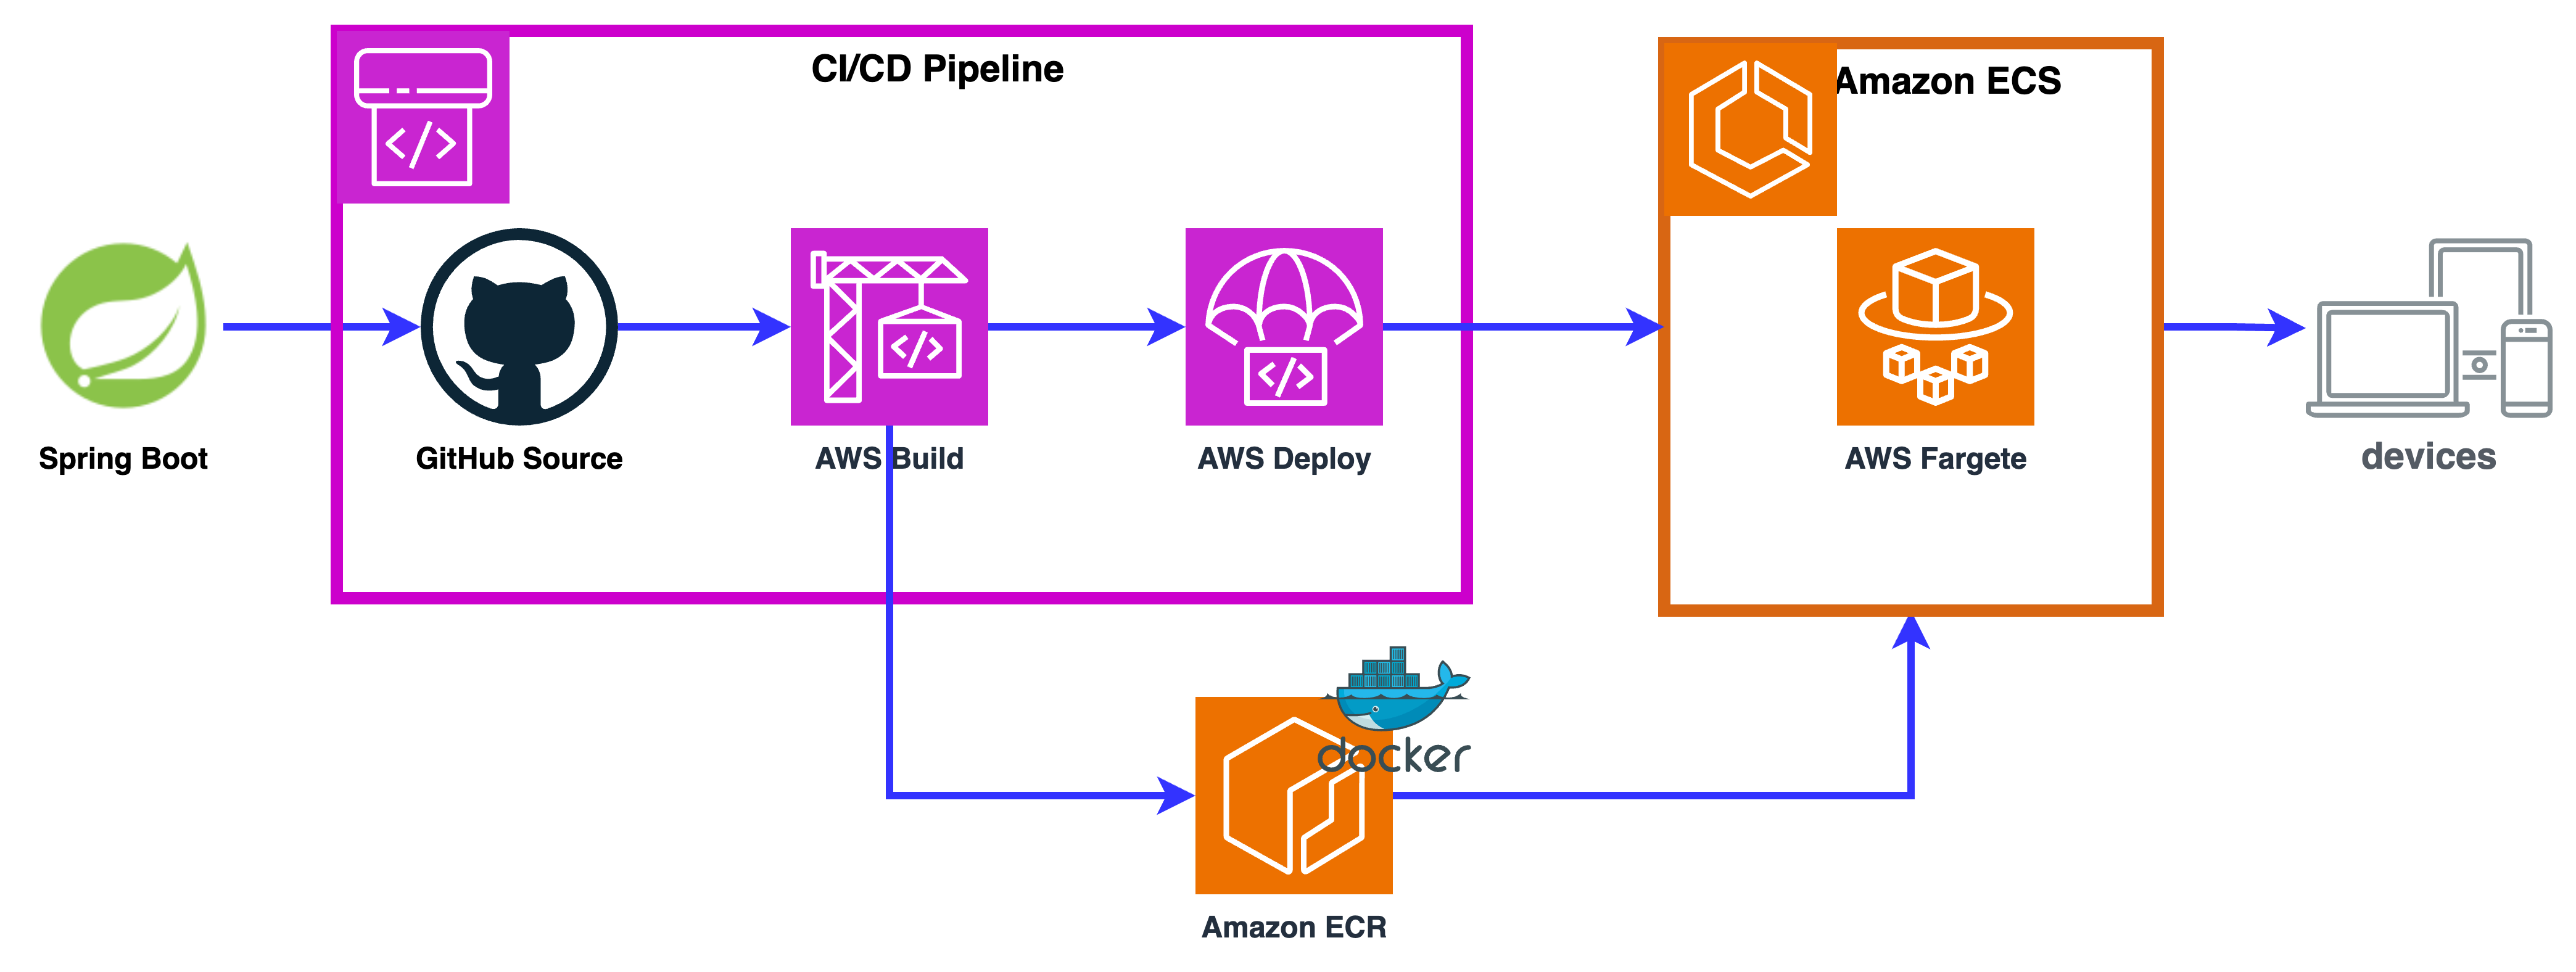 CI/CD Pipeline
Amazon ECS
</>
Spring Boot
GitHub Source
</>
AWS Build
</>
AWS Deploy
AWS Fargete
devices
docker
Amazon ECR